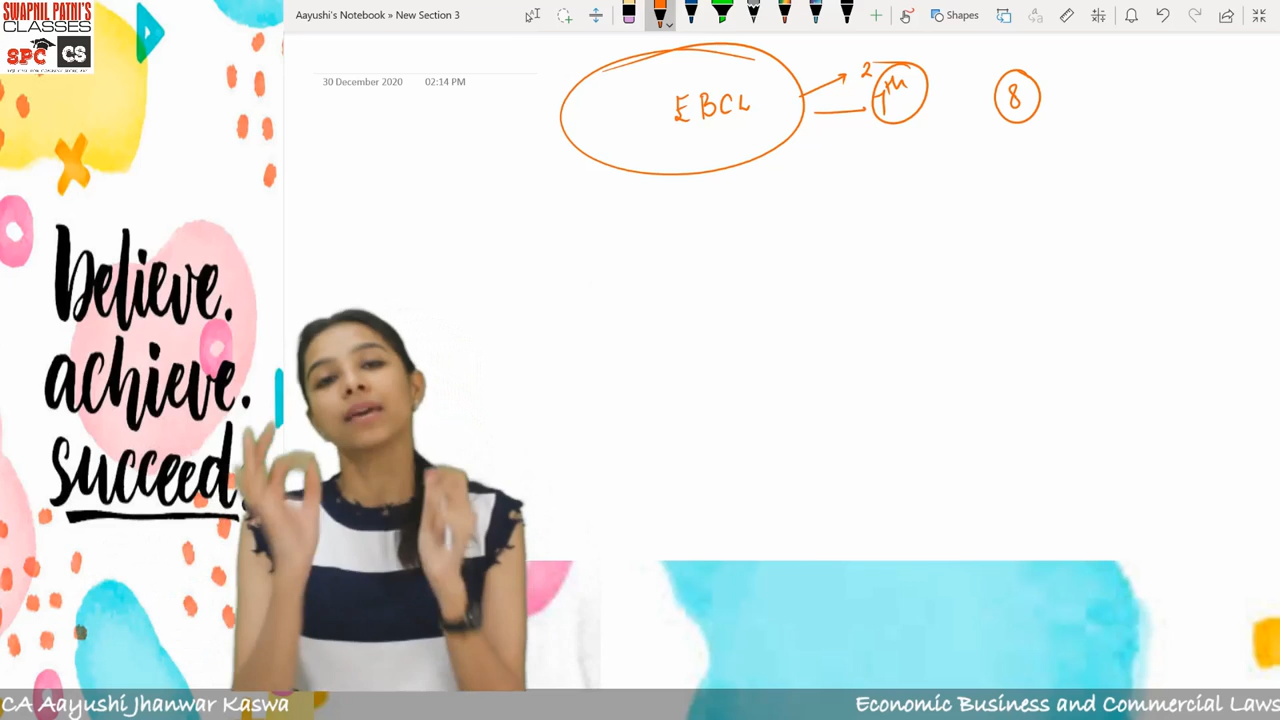 SWAPNIL PATNI'S
CLASSES
SPC CS
Aayushi's Notebook » New Section 3
Shapes
30 December 2020 02:14 PM
EBCL
2
7th
8
believe.
achieve.
succeed.
CA Aayushi Jhanwar Kaswa
Economic Business and Commercial Laws